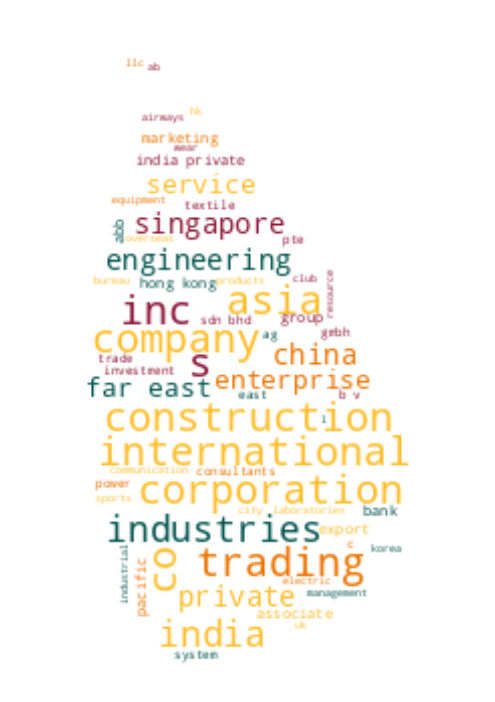 llc ab
airways hk
marketing
wear
india private
service
equipment textile
abb singapore
overseas pte
engineering
bureau hong kong products club
resource
inc asia
sdn bhd group
company ag gmbh
trade s china
investment
far east enterprise
east b v
construction 1
international
communication consultants
power corporation
sports
city laboratories bank
industries export
co trading c korea
industrial pacific electric
private management
associate
uk
india
system